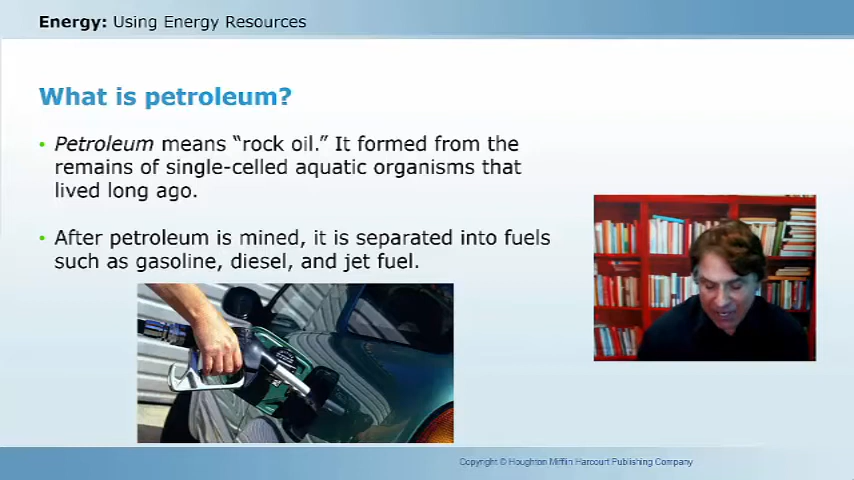 Energy: Using Energy Resources
What is petroleum?
• Petroleum means “rock oil.” It formed from the
remains of single-celled aquatic organisms that
lived long ago.
• After petroleum is mined, it is separated into fuels
such as gasoline, diesel, and jet fuel.
Copyright © Houghton Mifflin Harcourt Publishing Company